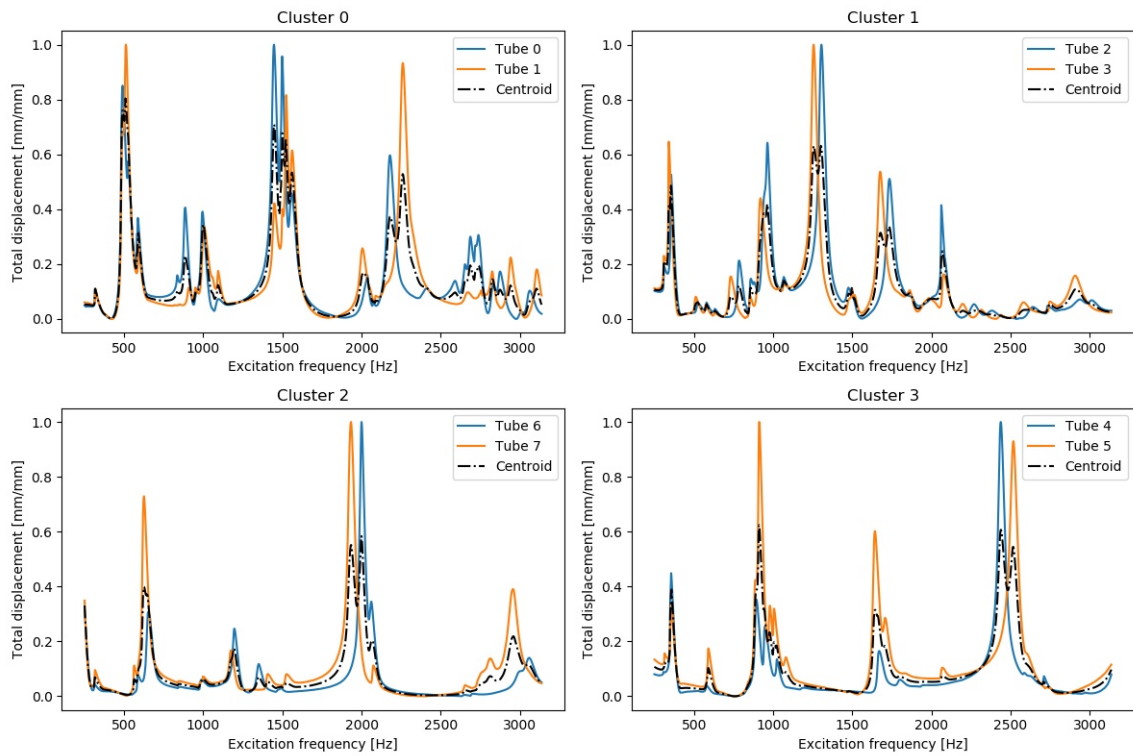 Cluster 0
Total displacement [mm/mm]
1.0
0.8
0.6
0.4
0.2
0.0
Tube 0
Tube 1
Centroid
500 1000 1500 2000 2500 3000
Excitation frequency [Hz]
Cluster 1
Total displacement [mm/mm]
1.0
0.8
0.6
0.4
0.2
0.0
Tube 2
Tube 3
Centroid
500 1000 1500 2000 2500 3000
Excitation frequency [Hz]
Cluster 2
Total displacement [mm/mm]
1.0
0.8
0.6
0.4
0.2
0.0
Tube 6
Tube 7
Centroid
500 1000 1500 2000 2500 3000
Excitation frequency [Hz]
Cluster 3
Total displacement [mm/mm]
1.0
0.8
0.6
0.4
0.2
0.0
Tube 4
Tube 5
Centroid
500 1000 1500 2000 2500 3000
Excitation frequency [Hz]